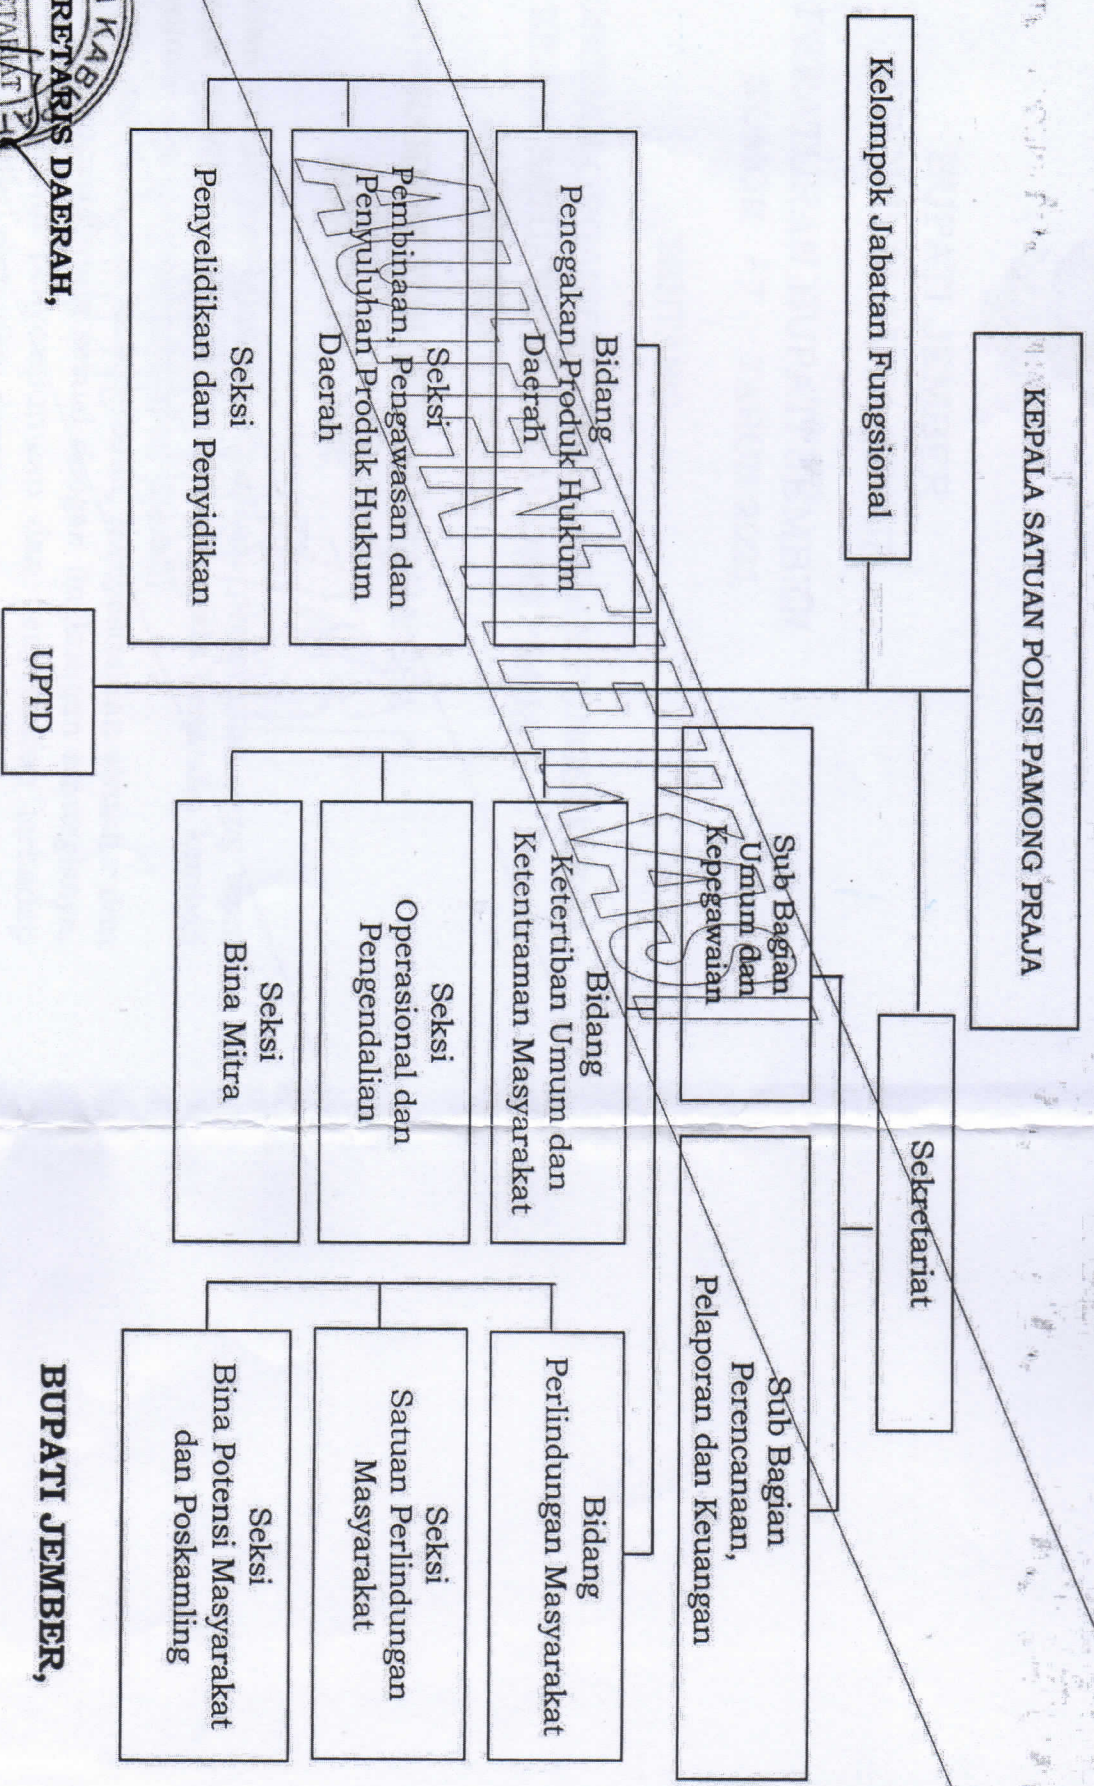 KEPALA SATUAN POLISI PAMONG PRAJA
Kelompok Jabatan Fungsional
Sekretariat
Sub Bagian
Umum dan
Kepegawaian
Sub Bagian
Perencanaan,
Pelaporan dan Keuangan
Bidang
Penegakan Produk Hukum
Daerah
Bidang
Ketertiban Umum dan
Ketentraman Masyarakat
Bidang
Perlindungan Masyarakat
Seksi
Pembinaan, Pengawasan dan
Penyuluhan Produk Hukum
Daerah
Seksi
Operasional dan
Pengendalian
Seksi
Satuan Perlindungan
Masyarakat
Seksi
Penyelidikan dan Penyidikan
Seksi
Bina Mitra
Seksi
Bina Potensi Masyarakat
dan Poskamling
UPTD
AUTENTIFIKASI
RETARIS DAERAH,
BUPATI JEMBER,